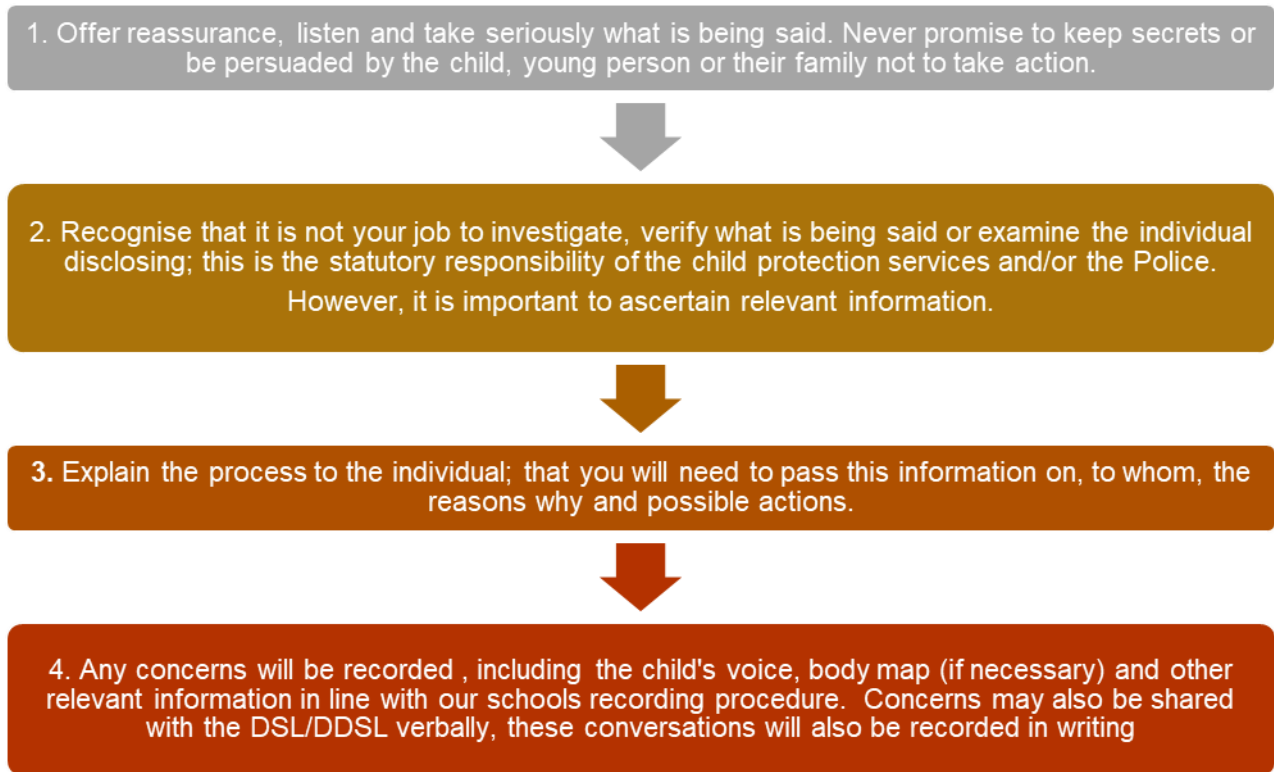 1. Offer reassurance, listen and take seriously what is being said. Never promise to keep secrets or
be persuaded by the child, young person or their family not to take action.
2. Recognise that it is not your job to investigate, verify what is being said or examine the individual
disclosing; this is the statutory responsibility of the child protection services and/or the Police.
However, it is important to ascertain relevant information.
3. Explain the process to the individual; that you will need to pass this information on, to whom, the
reasons why and possible actions.
4. Any concerns will be recorded , including the child's voice, body map (if necessary) and other
relevant information in line with our schools recording procedure.  Concerns may also be shared
with the DSL/DDSL verbally, these conversations will also be recorded in writing